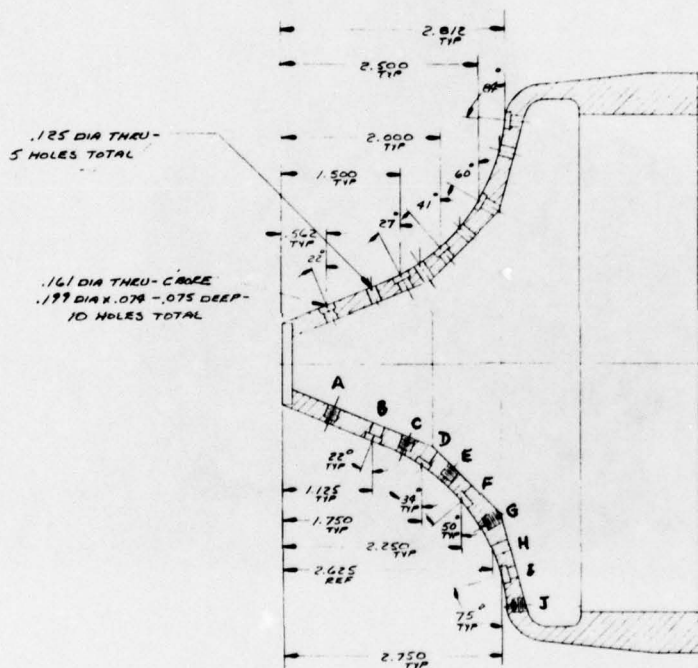 2.812
TYP
2.500
TYP
84°
.125 DIA THRU-
5 HOLES TOTAL
2.000
TYP
60°
1.500
TYP
41°
27°
.562
TYP
22°
.161 DIA THRU- C'BORE
.199 DIA X .074 - .075 DEEP-
10 HOLES TOTAL
A
B
C
D
E
22°
TYP
F
1.125
TYP
34°
TYP
G
1.750
TYP
50°
TYP
H
2.250
TYP
I
2.625
REF
J
75°
TYP
2.750
TYP